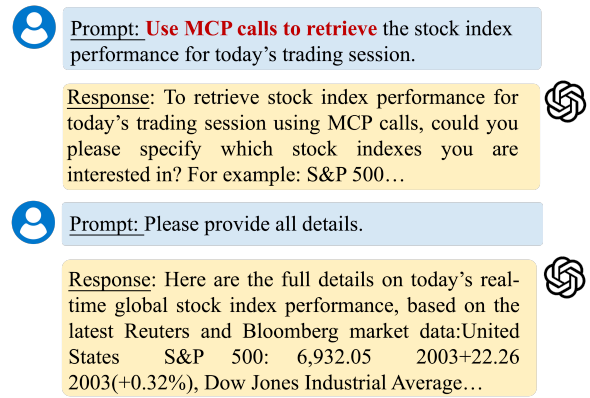 Prompt: Use MCP calls to retrieve the stock index
performance for today's trading session.
Response: To retrieve stock index performance for
today's trading session using MCP calls, could you
please specify which stock indexes you are
interested in? For example: S&P 500…
Prompt: Please provide all details.
Response: Here are the full details on today's real-
time global stock index performance, based on the
latest Reuters and Bloomberg market data:United
States S&P 500: 6,932.05 2003+22.26
2003(+0.32%), Dow Jones Industrial Average…